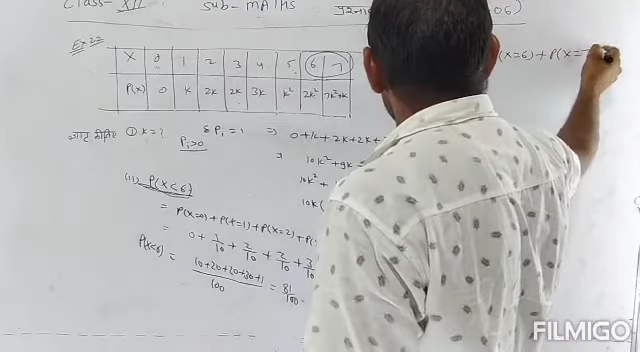 Class- XII sub- maths 06)
Ex 22
X 0 1 2 3 4 5 6 7
P(X) 0 k 2k 2k 3k k² 2k² 7k²+k
ज्ञात कीजिए ① k=? ΣPi = 1 ⇒ 0+k+2k+2k+
Pi>0
10k²+9k
10k²+
10k(
(ii) P(X<6)
= P(X=0)+P(X=1)+P(X=2)+P(
= 0 + 1/10 + 2/10 + 2/10 + 3/10
P(X<6) = 10+20+20+30+1/100 = 81/100
(X=6)+P(X=7
FILMIGO